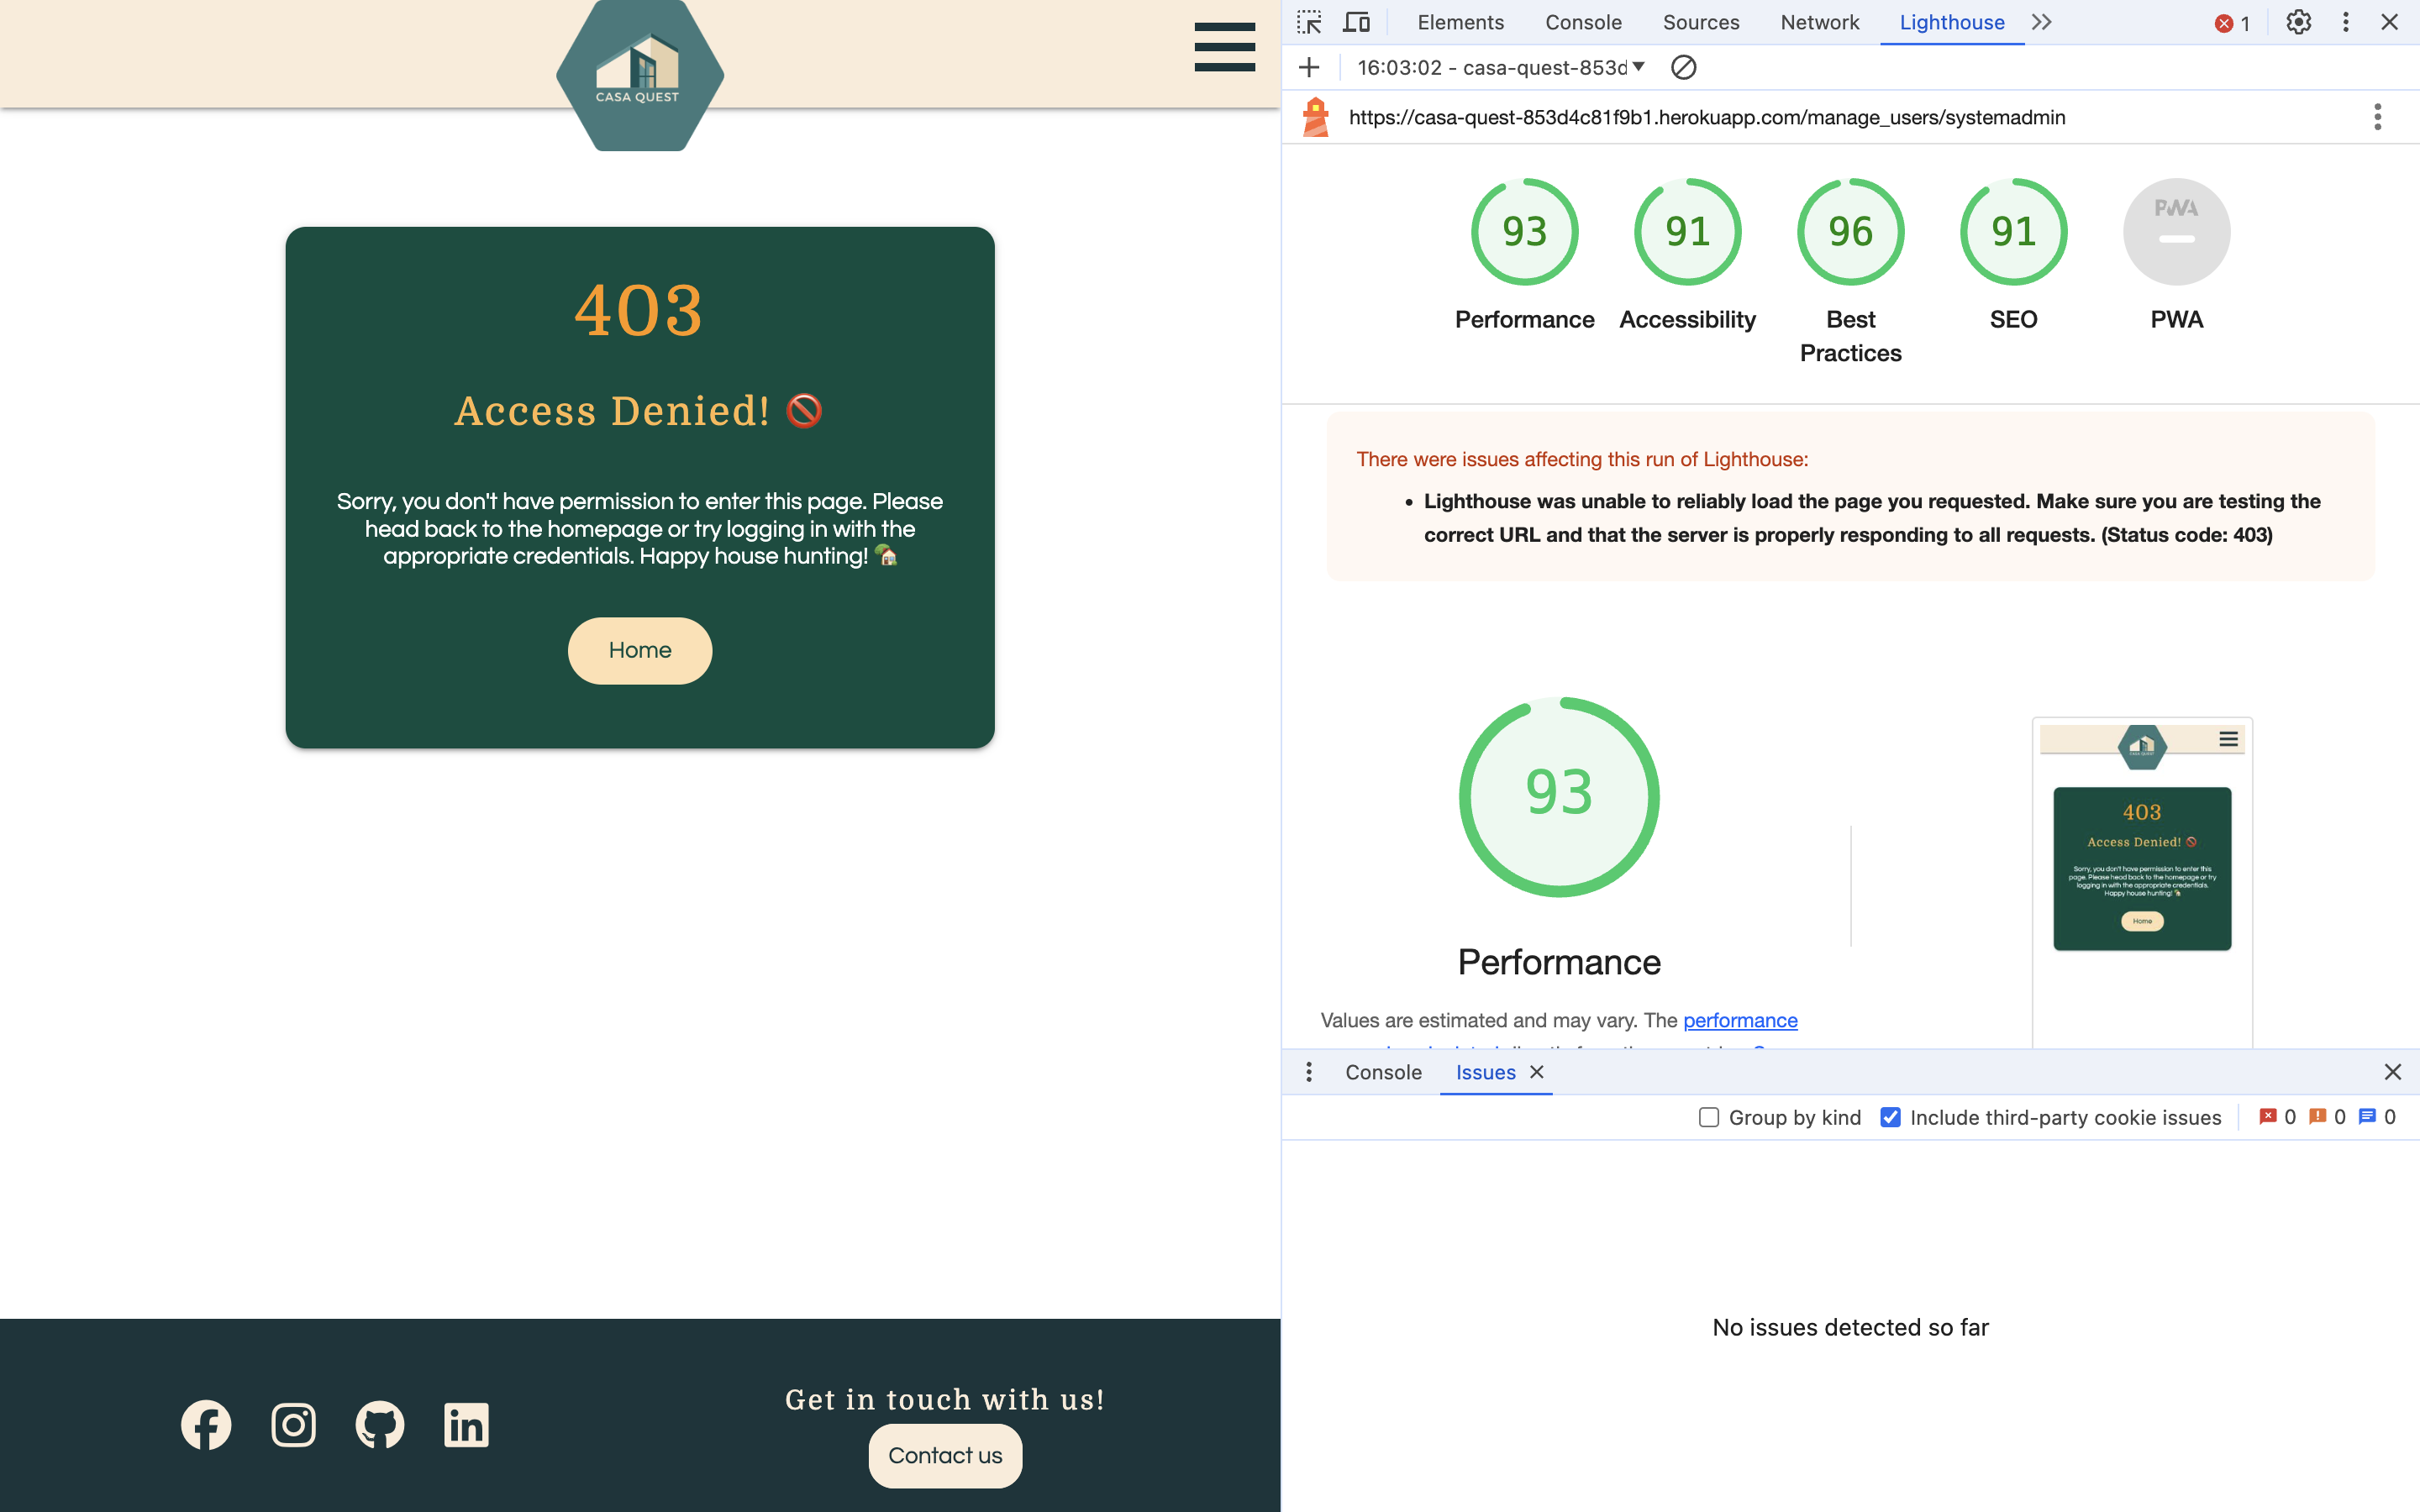 CASA QUEST
403
Access Denied!
Sorry, you don't have permission to enter this page. Please
head back to the homepage or try logging in with the
appropriate credentials. Happy house hunting!
Home
Get in touch with us!
Contact us
Elements Console Sources Network Lighthouse 1
16:03:02 - casa-quest-853d
https://casa-quest-853d4c81f9b1.herokuapp.com/manage_users/systemadmin
93 91 96 91 PWA
Performance Accessibility Best SEO PWA
Practices
There were issues affecting this run of Lighthouse:
• Lighthouse was unable to reliably load the page you requested. Make sure you are testing the
correct URL and that the server is properly responding to all requests. (Status code: 403)
93
Performance
Values are estimated and may vary. The performance
403
Access Denied!
Sorry, you don't have permission to enter this
page. Please head back to the homepage or try
logging in with the appropriate credentials.
Happy house hunting!
Home
Console Issues
Group by kind Include third-party cookie issues 0 0 0
No issues detected so far